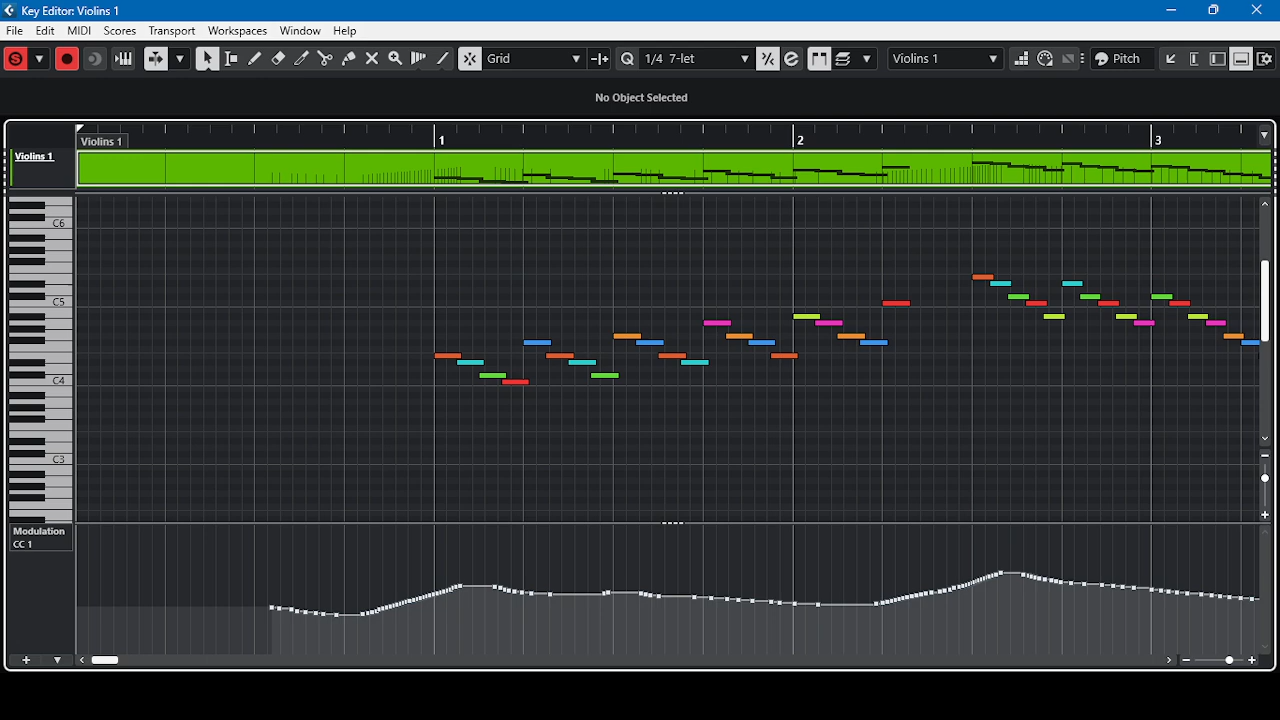 Key Editor: Violins 1
File Edit MIDI Scores Transport Workspaces Window Help
S Grid Q 1/4 7-let Violins 1 Pitch
No Object Selected
1 2 3
Violins 1
Violins 1
C6
C5
C4
C3
Modulation
CC 1